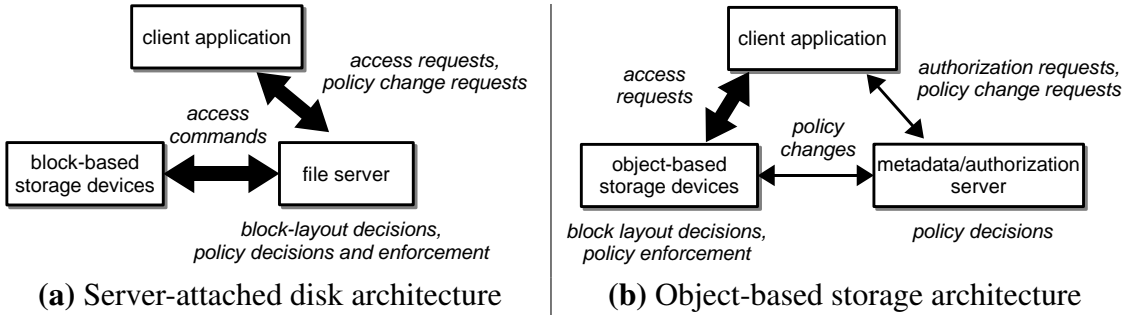 client application
access requests,
policy change requests
access
commands
block-based
storage devices
file server
block-layout decisions,
policy decisions and enforcement
(a) Server-attached disk architecture
client application
access
requests
authorization requests,
policy change requests
policy
changes
object-based
storage devices
metadata/authorization
server
block layout decisions,
policy enforcement
policy decisions
(b) Object-based storage architecture